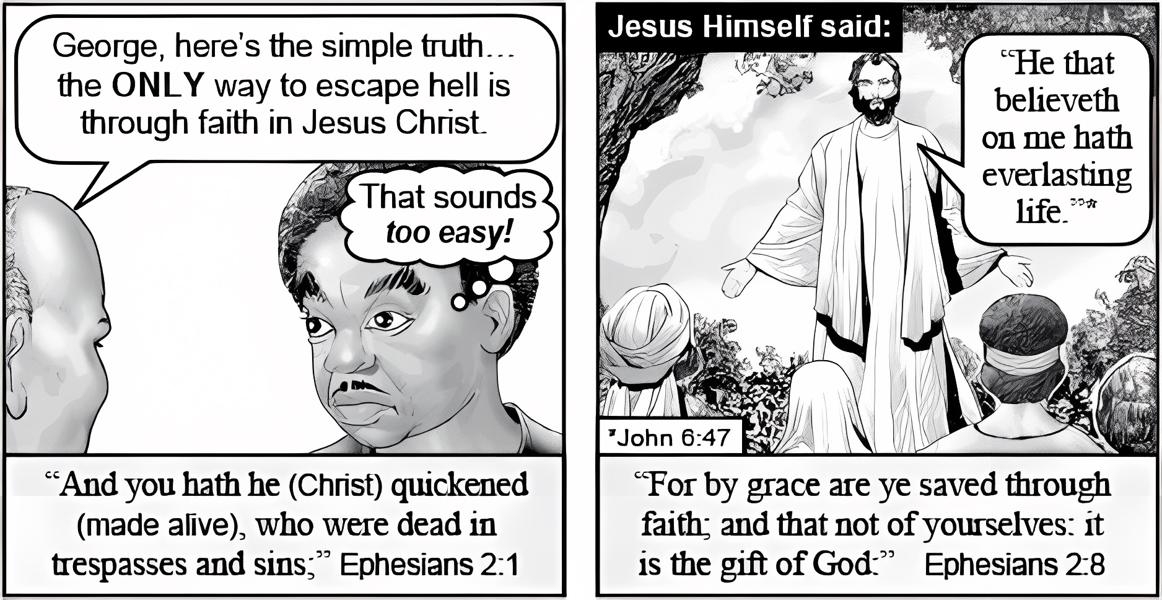 George, here's the simple truth...
the ONLY way to escape hell is
through faith in Jesus Christ.
That sounds
too easy!
"And you hath he (Christ) quickened
(made alive), who were dead in
trespasses and sins;" Ephesians 2:1
Jesus Himself said:
"He that
believeth
on me hath
everlasting
life."*
*John 6:47
"For by grace are ye saved through
faith; and that not of yourselves: it
is the gift of God:" Ephesians 2:8